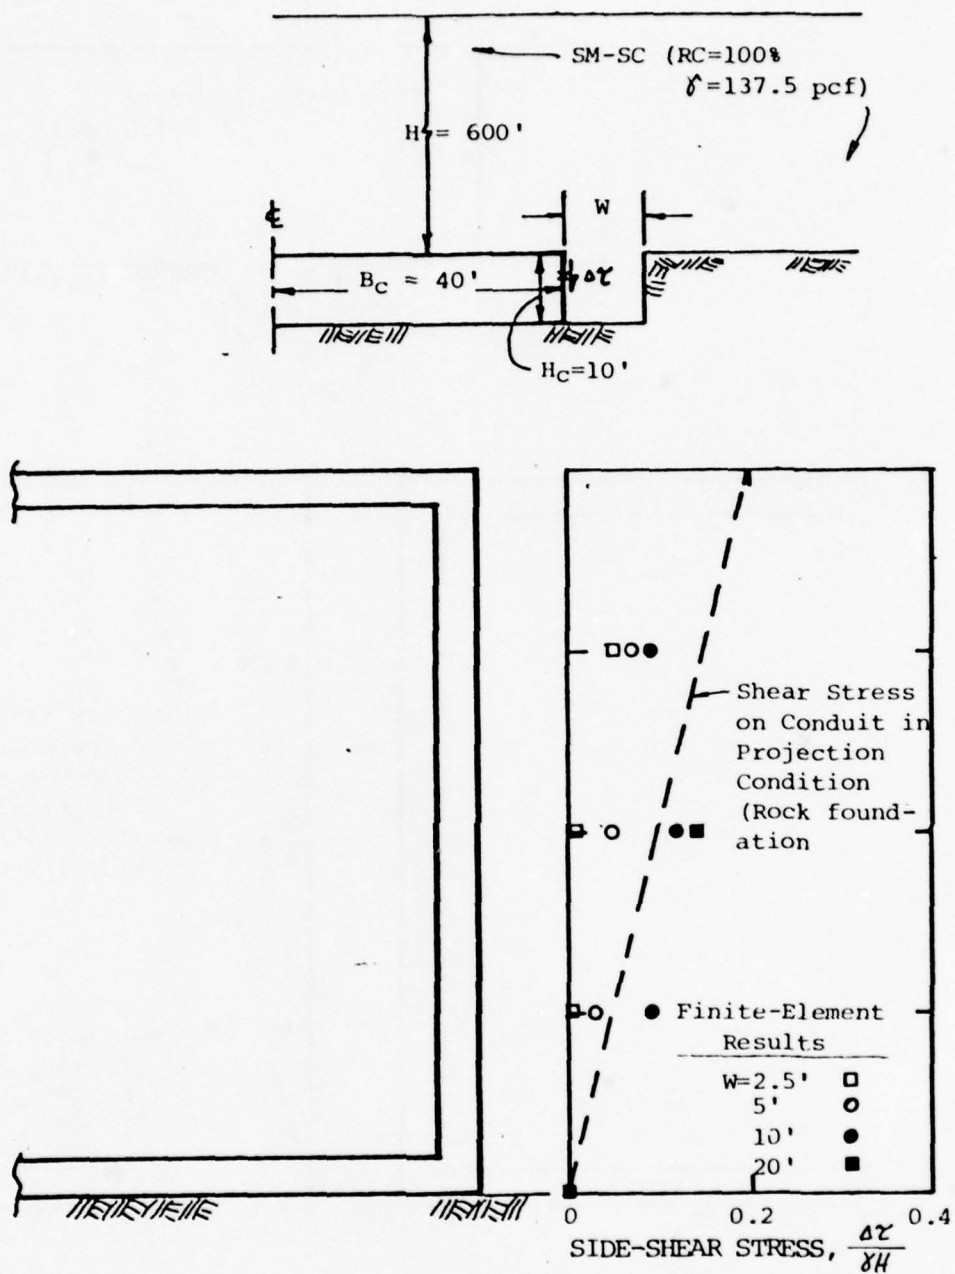 SM-SC (RC=100%
γ=137.5 pcf)
H = 600'
W
℄
B_C = 40'
Δτ
H_C=10'
Shear Stress
on Conduit in
Projection
Condition
(Rock found-
ation
Finite-Element
Results
W=2.5' □
5' ○
10' ●
20' ■
0 0.2 0.4
SIDE-SHEAR STRESS, Δτ/γH